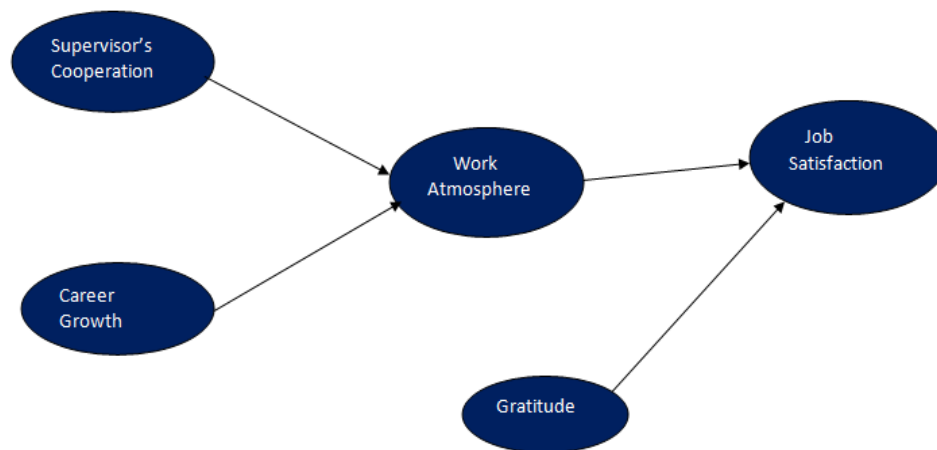 Supervisor’s
Cooperation
Work
Atmosphere
Job
Satisfaction
Career
Growth
Gratitude